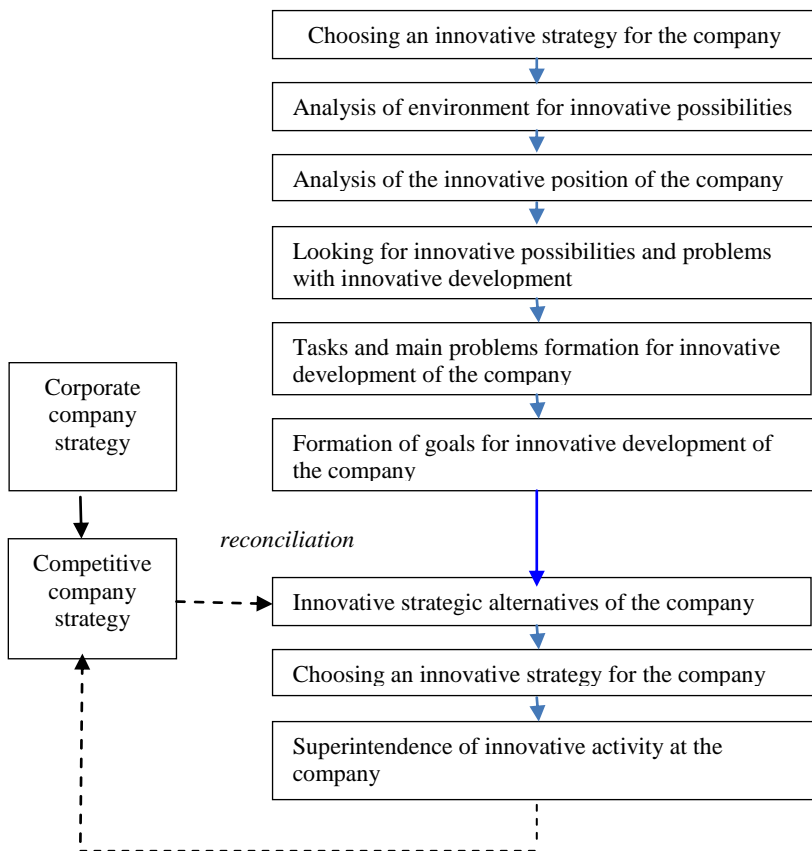 Choosing an innovative strategy for the company
Analysis of environment for innovative possibilities
Analysis of the innovative position of the company
Looking for innovative possibilities and problems
with innovative development
Tasks and main problems formation for innovative
development of the company
Corporate
company
strategy
Formation of goals for innovative development of
the company
reconciliation
Competitive
company
strategy
Innovative strategic alternatives of the company
Choosing an innovative strategy for the company
Superintendence of innovative activity at the
company